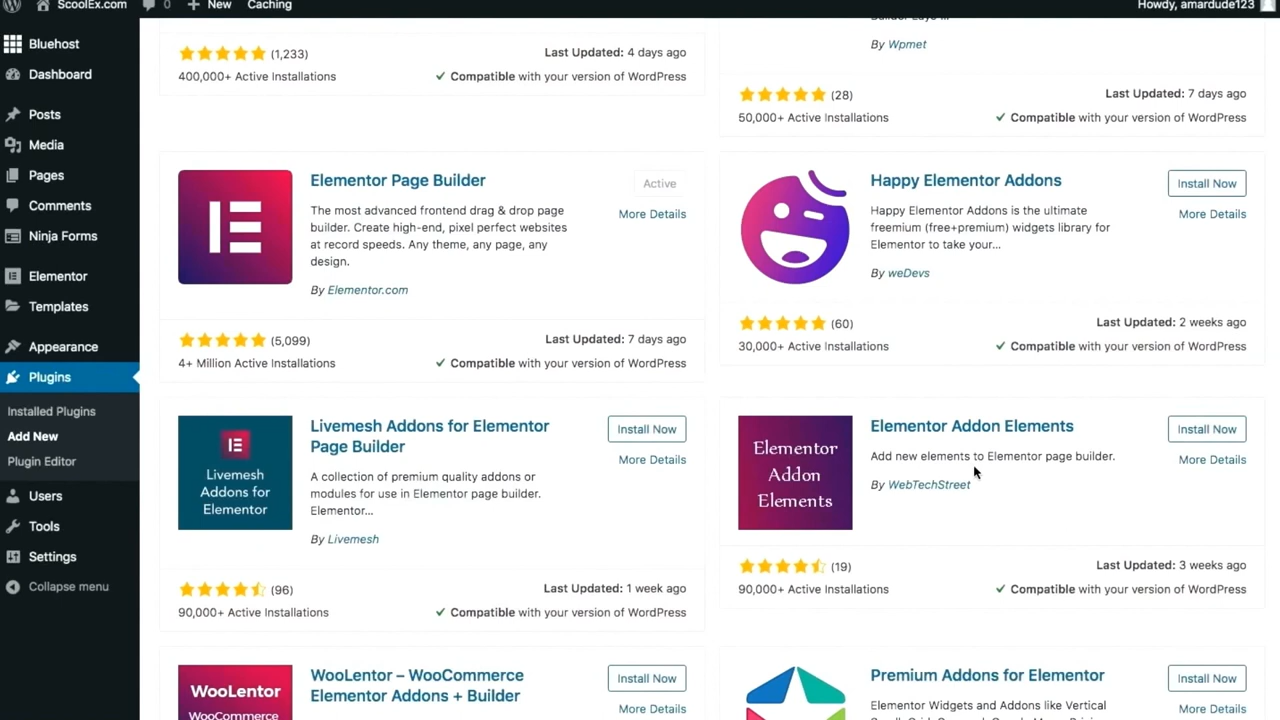 ScoolEx.com 0 New Caching Howdy, amardude123
Bluehost
Dashboard
Posts
Media
Pages
Comments
Ninja Forms
Elementor
Templates
Appearance
Plugins
Installed Plugins
Add New
Plugin Editor
Users
Tools
Settings
Collapse menu
(1,233)
Last Updated: 4 days ago
400,000+ Active Installations
Compatible with your version of WordPress
By Wpmet
(28)
Last Updated: 7 days ago
50,000+ Active Installations
Compatible with your version of WordPress
Elementor Page Builder
Active
More Details
The most advanced frontend drag & drop page
builder. Create high-end, pixel perfect websites
at record speeds. Any theme, any page, any
design.
By Elementor.com
(5,099)
Last Updated: 7 days ago
4+ Million Active Installations
Compatible with your version of WordPress
Happy Elementor Addons
Install Now
More Details
Happy Elementor Addons is the ultimate
freemium (free+premium) widgets library for
Elementor to take your...
By weDevs
(60)
Last Updated: 2 weeks ago
30,000+ Active Installations
Compatible with your version of WordPress
Livemesh Addons for Elementor
Livemesh Addons for Elementor
Page Builder
Install Now
More Details
A collection of premium quality addons or
modules for use in Elementor page builder.
Elementor...
By Livemesh
(96)
Last Updated: 1 week ago
90,000+ Active Installations
Compatible with your version of WordPress
Elementor
Addon
Elements
Elementor Addon Elements
Install Now
More Details
Add new elements to Elementor page builder.
By WebTechStreet
(19)
Last Updated: 3 weeks ago
90,000+ Active Installations
Compatible with your version of WordPress
WooLentor
WooCommerce
WooLentor – WooCommerce
Elementor Addons + Builder
Install Now
More Details
Premium Addons for Elementor
Install Now
More Details
Elementor Widgets and Addons like Vertical